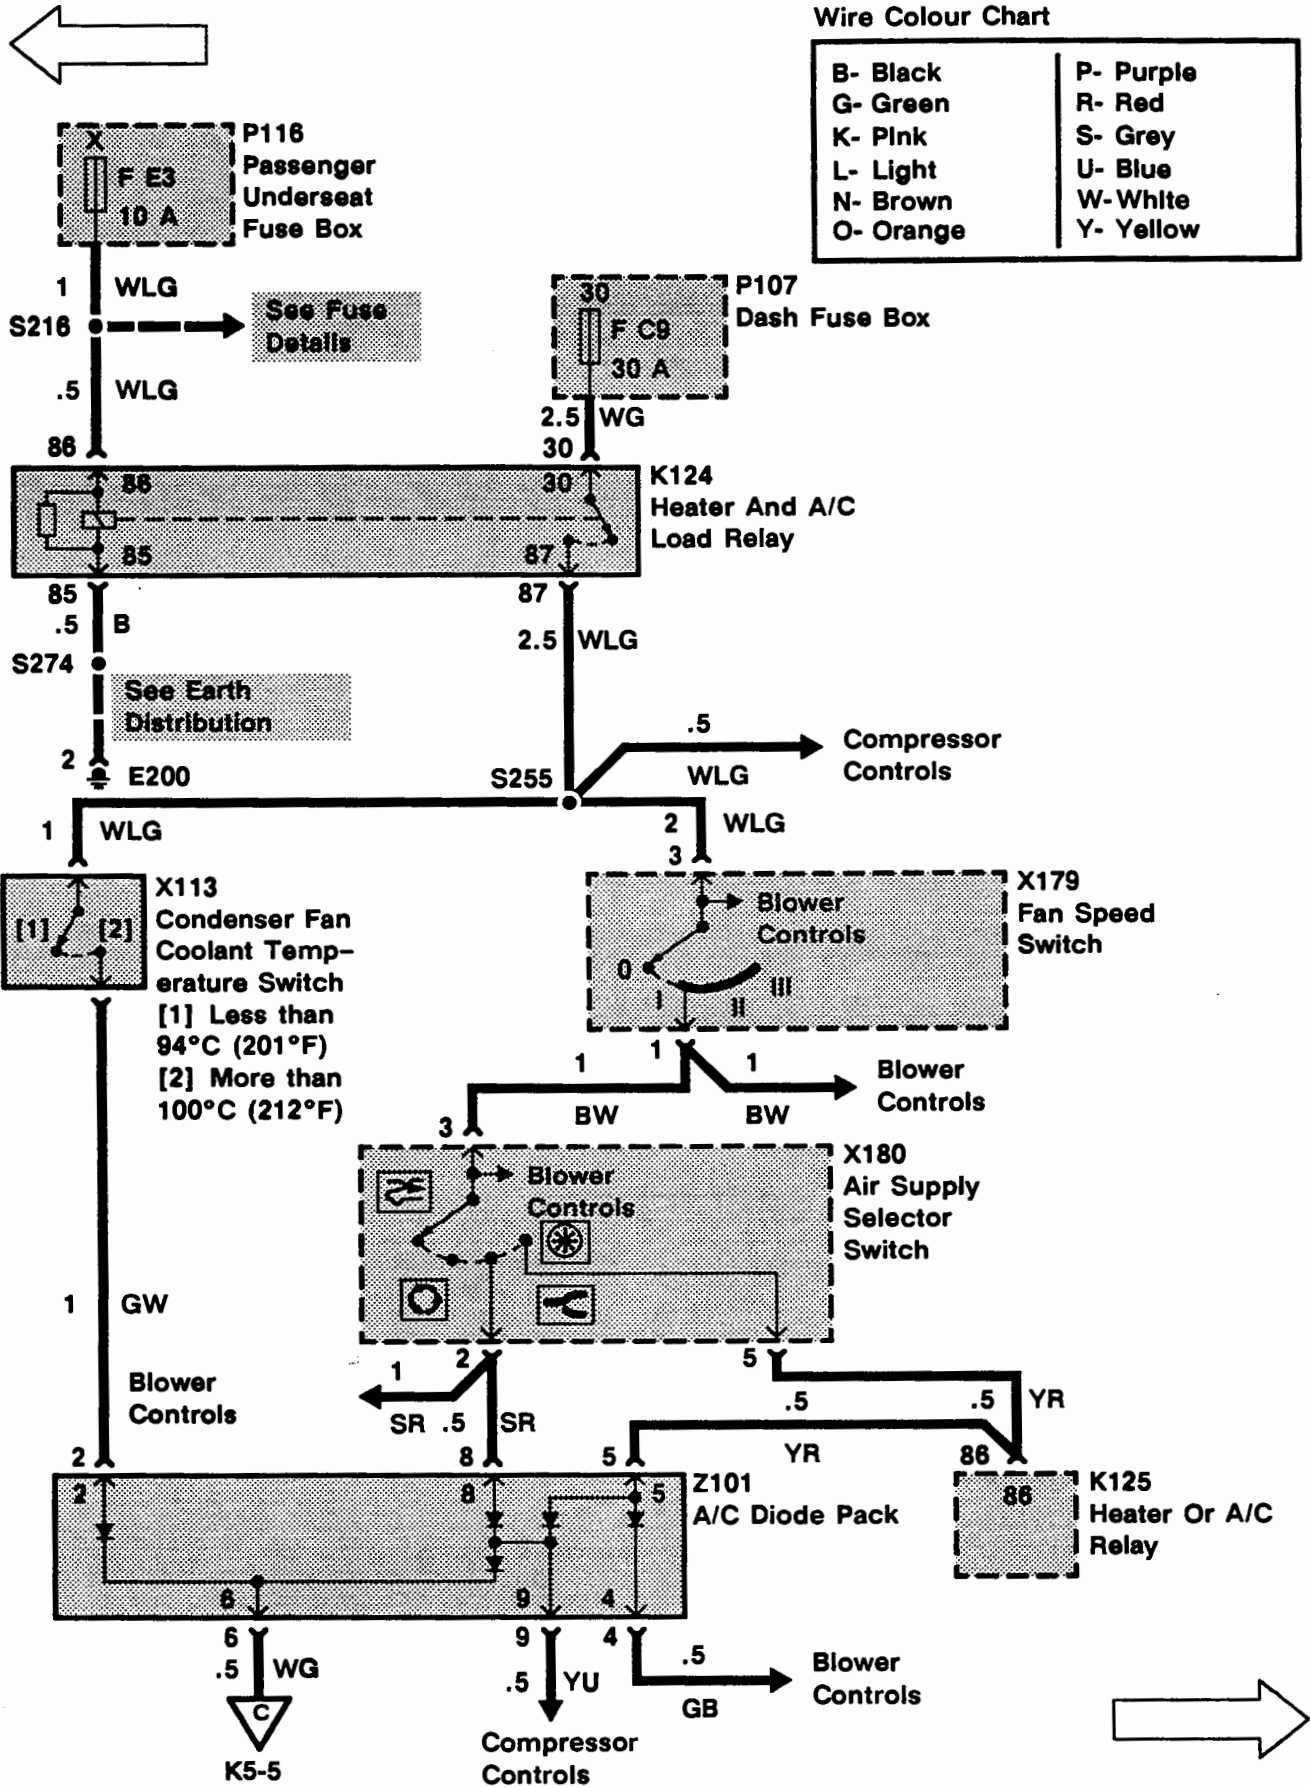 Wire Colour Chart
B- Black
G- Green
K- Pink
L- Light
N- Brown
O- Orange
P- Purple
R- Red
S- Grey
U- Blue
W- White
Y- Yellow
X
F E3
10 A
P116
Passenger
Underseat
Fuse Box
1 WLG
S216
See Fuse
Details
.5 WLG
86
30
F C9
30 A
P107
Dash Fuse Box
2.5 WG
30
86
30
85
87
K124
Heater And A/C
Load Relay
85
.5 B
S274
See Earth
Distribution
2
E200
87
2.5 WLG
.5
WLG
Compressor
Controls
S255
1 WLG
2 WLG
3
[1] [2]
X113
Condenser Fan
Coolant Temp-
erature Switch
[1] Less than
94°C (201°F)
[2] More than
100°C (212°F)
Blower
Controls
0
I
II
III
X179
Fan Speed
Switch
1
1
BW
1
BW
Blower
Controls
3
Blower
Controls
X180
Air Supply
Selector
Switch
1 GW
Blower
Controls
1
SR
2
.5 SR
5
.5
YR
.5 YR
2
8
5
86
2
8
5
6
9
4
Z101
A/C Diode Pack
86
K125
Heater Or A/C
Relay
6
.5 WG
C
K5-5
9
.5 YU
Compressor
Controls
4
.5
GB
Blower
Controls